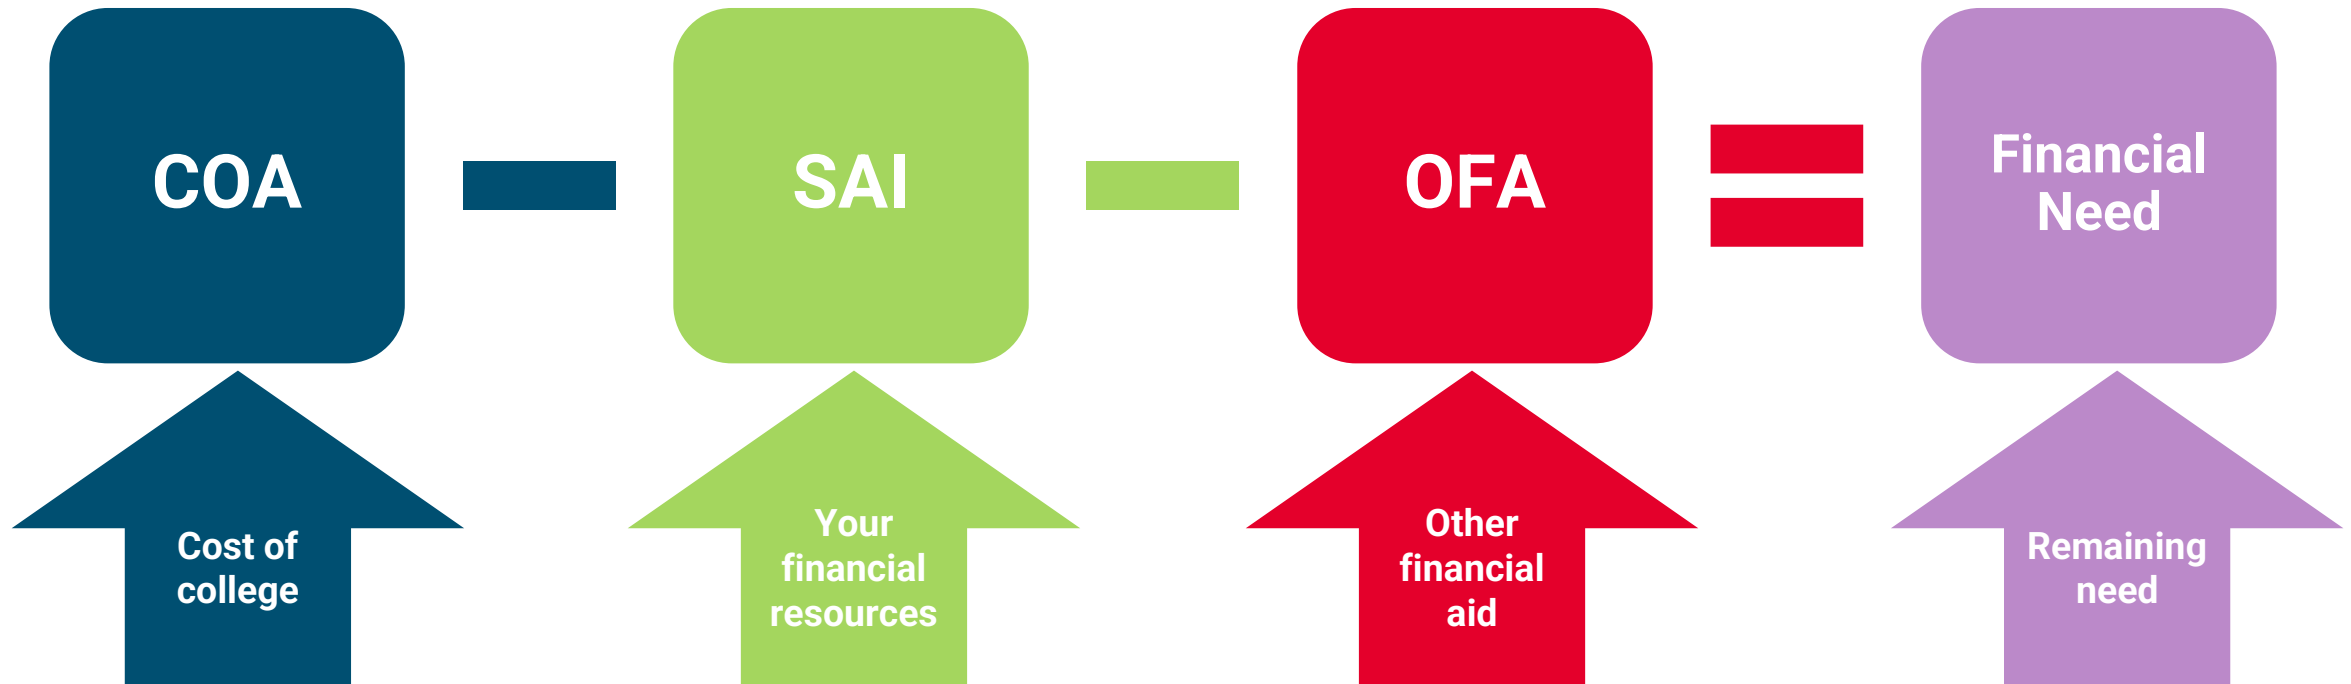 COA
SAI
OFA
Financial
Need
Cost of
college
Your
financial
resources
Other
financial
aid
Remaining
need